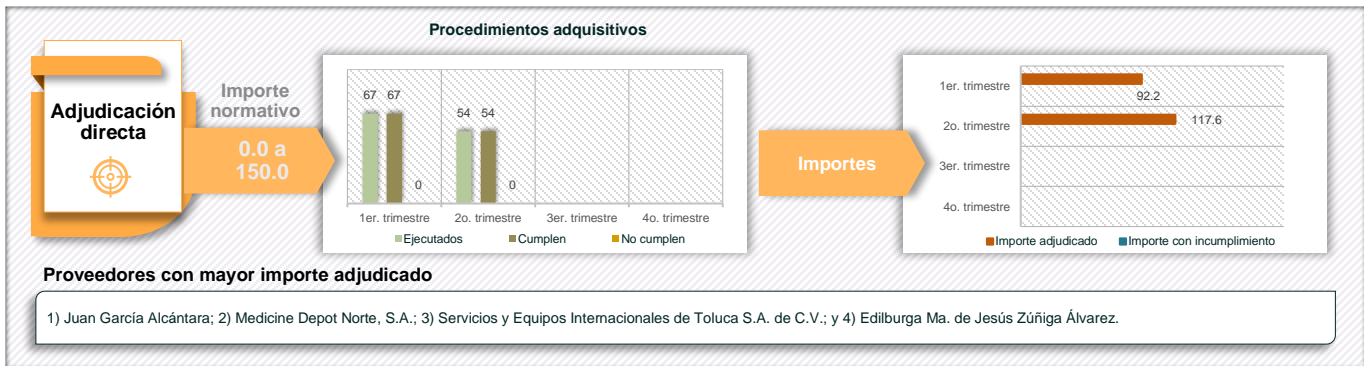 Procedimientos adquisitivos
Adjudicación
directa
Importe
normativo
0.0 a
150.0
67 67
0
54 54
0
1er. trimestre 2o. trimestre 3er. trimestre 4o. trimestre
Ejecutados Cumplen No cumplen
Importes
1er. trimestre
92.2
2o. trimestre
117.6
3er. trimestre
4o. trimestre
Importe adjudicado Importe con incumplimiento
Proveedores con mayor importe adjudicado
1) Juan García Alcántara; 2) Medicine Depot Norte, S.A.; 3) Servicios y Equipos Internacionales de Toluca S.A. de C.V.; y 4) Edilburga Ma. de Jesús Zúñiga Álvarez.